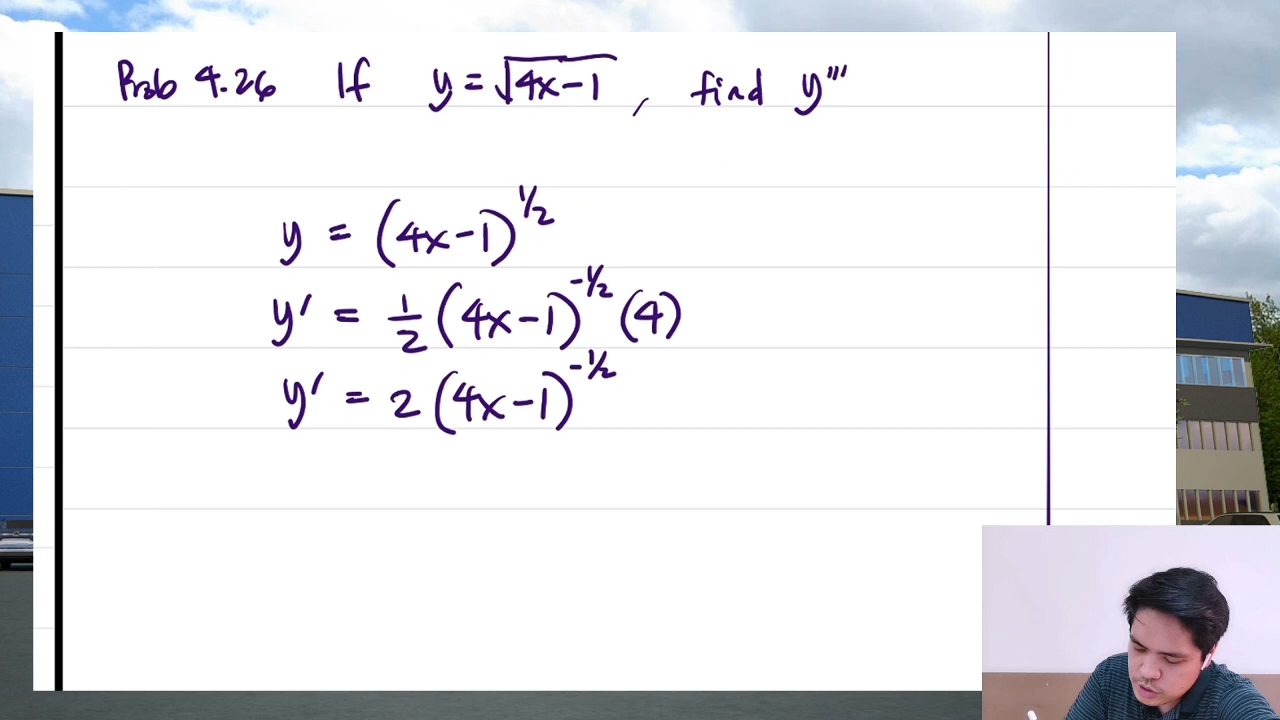 Prob 4.26 If y = √4x-1 , find y'''
y = (4x-1)^1/2
y' = 1/2 (4x-1)^-1/2 (4)
y' = 2 (4x-1)^-1/2